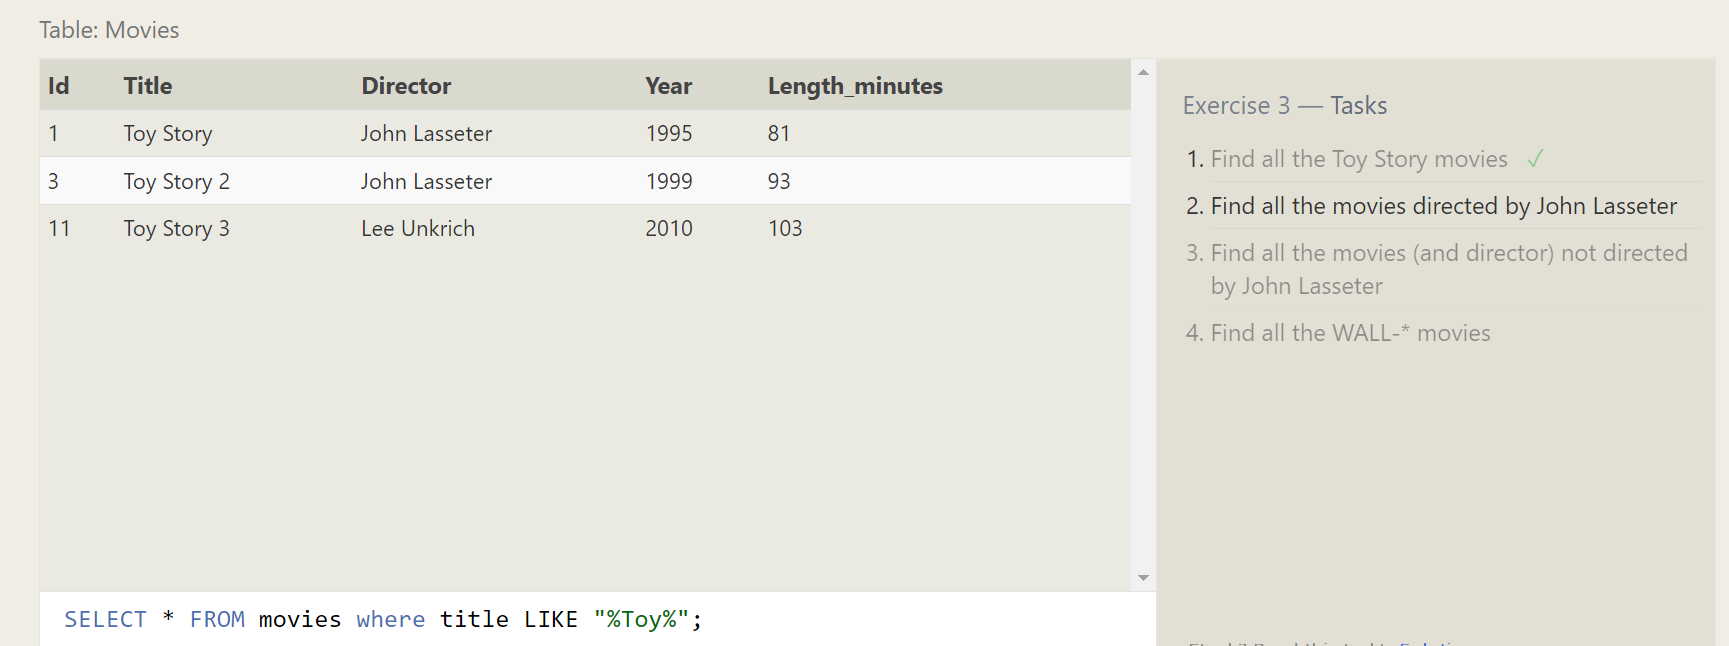 Table: Movies
Id Title Director Year Length_minutes
1 Toy Story John Lasseter 1995 81
3 Toy Story 2 John Lasseter 1999 93
11 Toy Story 3 Lee Unkrich 2010 103
SELECT * FROM movies where title LIKE "%Toy%";
Exercise 3 — Tasks
1. Find all the Toy Story movies ✓
2. Find all the movies directed by John Lasseter
3. Find all the movies (and director) not directed
by John Lasseter
4. Find all the WALL-* movies